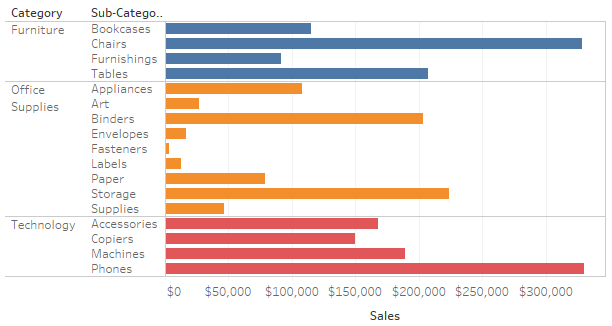 Category Sub-Catego..
Furniture Bookcases
Chairs
Furnishings
Tables
Office Supplies Appliances
Art
Binders
Envelopes
Fasteners
Labels
Paper
Storage
Supplies
Technology Accessories
Copiers
Machines
Phones
$0 $50,000 $100,000 $150,000 $200,000 $250,000 $300,000
Sales